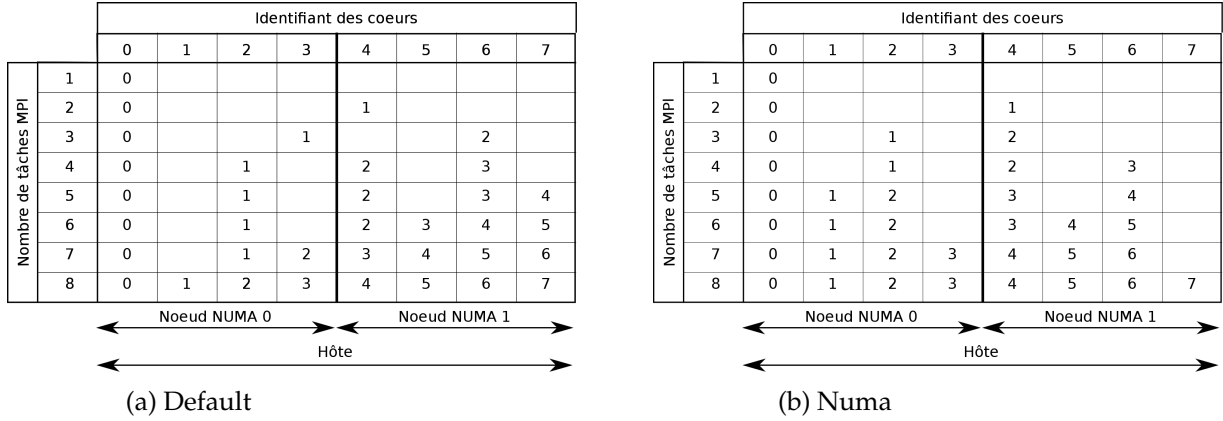 Identifiant des coeurs
0 1 2 3 4 5 6 7
Nombre de tâches MPI
1 0
2 0 1
3 0 1 2
4 0 1 2 3
5 0 1 2 3 4
6 0 1 2 3 4 5
7 0 1 2 3 4 5 6
8 0 1 2 3 4 5 6 7
Noeud NUMA 0 Noeud NUMA 1
Hôte
(a) Default
Identifiant des coeurs
0 1 2 3 4 5 6 7
Nombre de tâches MPI
1 0
2 0 1
3 0 1 2
4 0 1 2 3
5 0 1 2 3 4
6 0 1 2 3 4 5
7 0 1 2 3 4 5 6
8 0 1 2 3 4 5 6 7
Noeud NUMA 0 Noeud NUMA 1
Hôte
(b) Numa